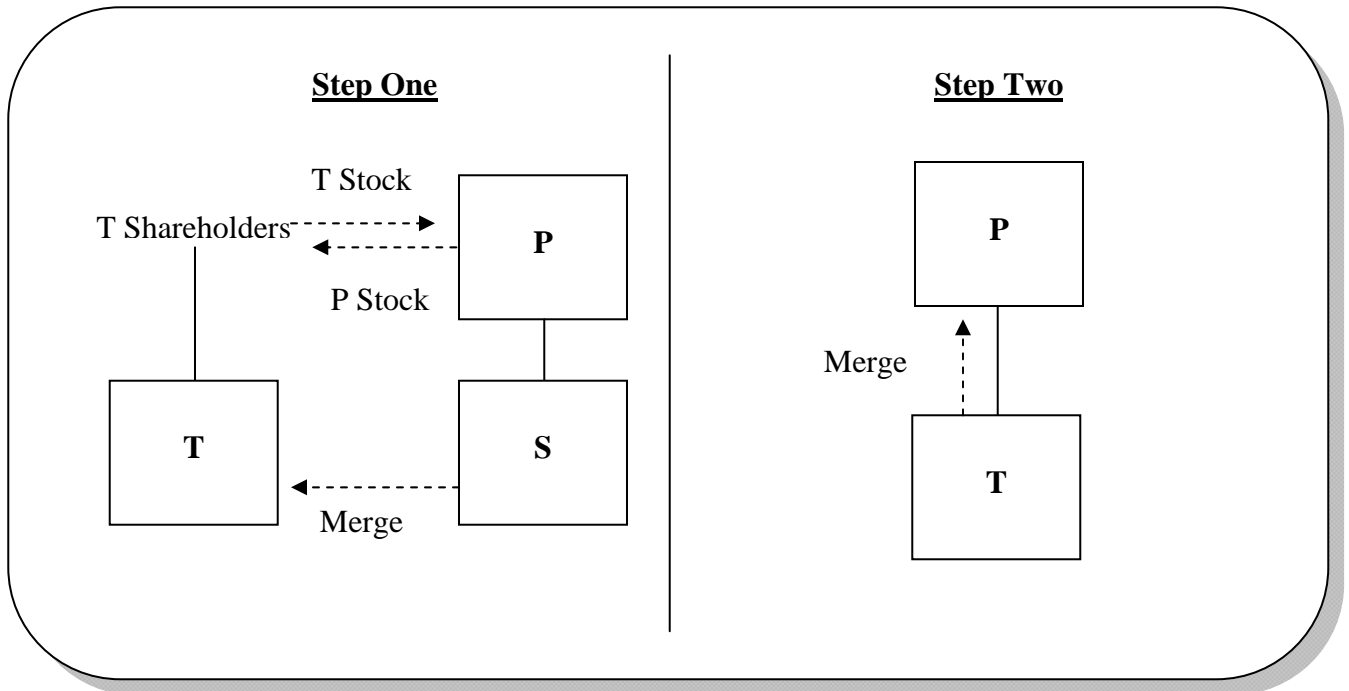 Step One
T Stock
T Shareholders
P
P Stock
T
S
Merge
Step Two
P
Merge
T